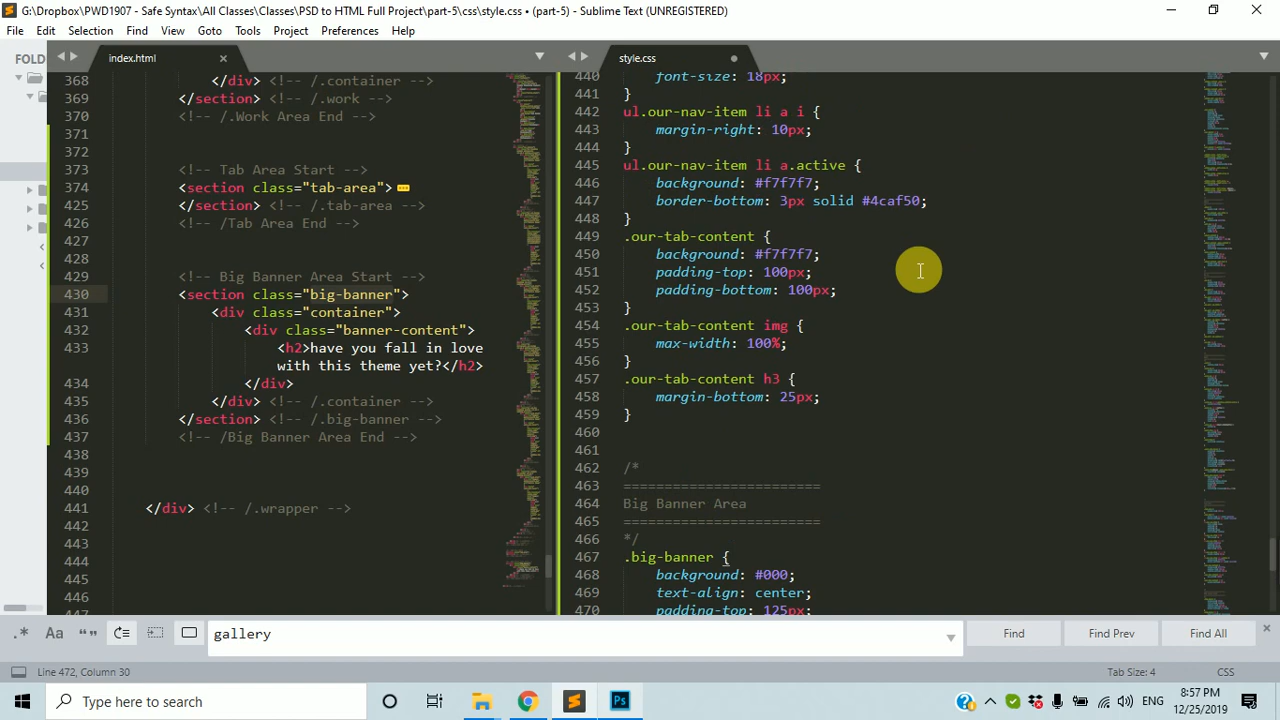 G:\Dropbox\PWD1907 - Safe Syntax\All Classes\Classes\PSD to HTML Full Project\part-5\css\style.css • (part-5) - Sublime Text (UNREGISTERED)
File Edit Selection Find View Goto Tools Project Preferences Help
FOLD
index.html
style.css
368 </div> <!-- /.container -->
369 </section> <!-- /.work -->
370 <!-- /.Work Area End -->
371
372
373 <!-- Tab Area Start -->
374 <section class="tab-area">
425 </section> <!-- /.tab area -->
426 <!-- /Tab Area End -->
427
428
429 <!-- Big Banner Area Start -->
430 <section class="big-banner">
431 <div class="container">
432 <div class="banner-content">
433 <h2>have you fall in love
with this theme yet?</h2>
434 </div>
435 </div> <!-- /.container -->
436 </section> <!-- /.big banner -->
437 <!-- /Big Banner Area End -->
438
439
440
441 </div> <!-- /.wrapper -->
442
443
444
445
446
447
440 font-size: 18px;
441 }
442 ul.our-nav-item li a i {
443 margin-right: 10px;
444 }
445 ul.our-nav-item li a.active {
446 background: #f7f7f7;
447 border-bottom: 3px solid #4caf50;
448 }
449 .our-tab-content {
450 background: #f7f7f7;
451 padding-top: 100px;
452 padding-bottom: 100px;
453 }
454 .our-tab-content img {
455 max-width: 100%;
456 }
457 .our-tab-content h3 {
458 margin-bottom: 25px;
459 }
460
461
462 /*
463 ========================
464 Big Banner Area
465 ========================
466 */
467 .big-banner {
468 background: #000;
469 text-align: center;
470 padding-top: 125px;
.* Aa “” gallery Find Find Prev Find All
Line 472, Column 30 Tab Size: 4 CSS
Type here to search
ENG
8:57 PM
12/25/2019